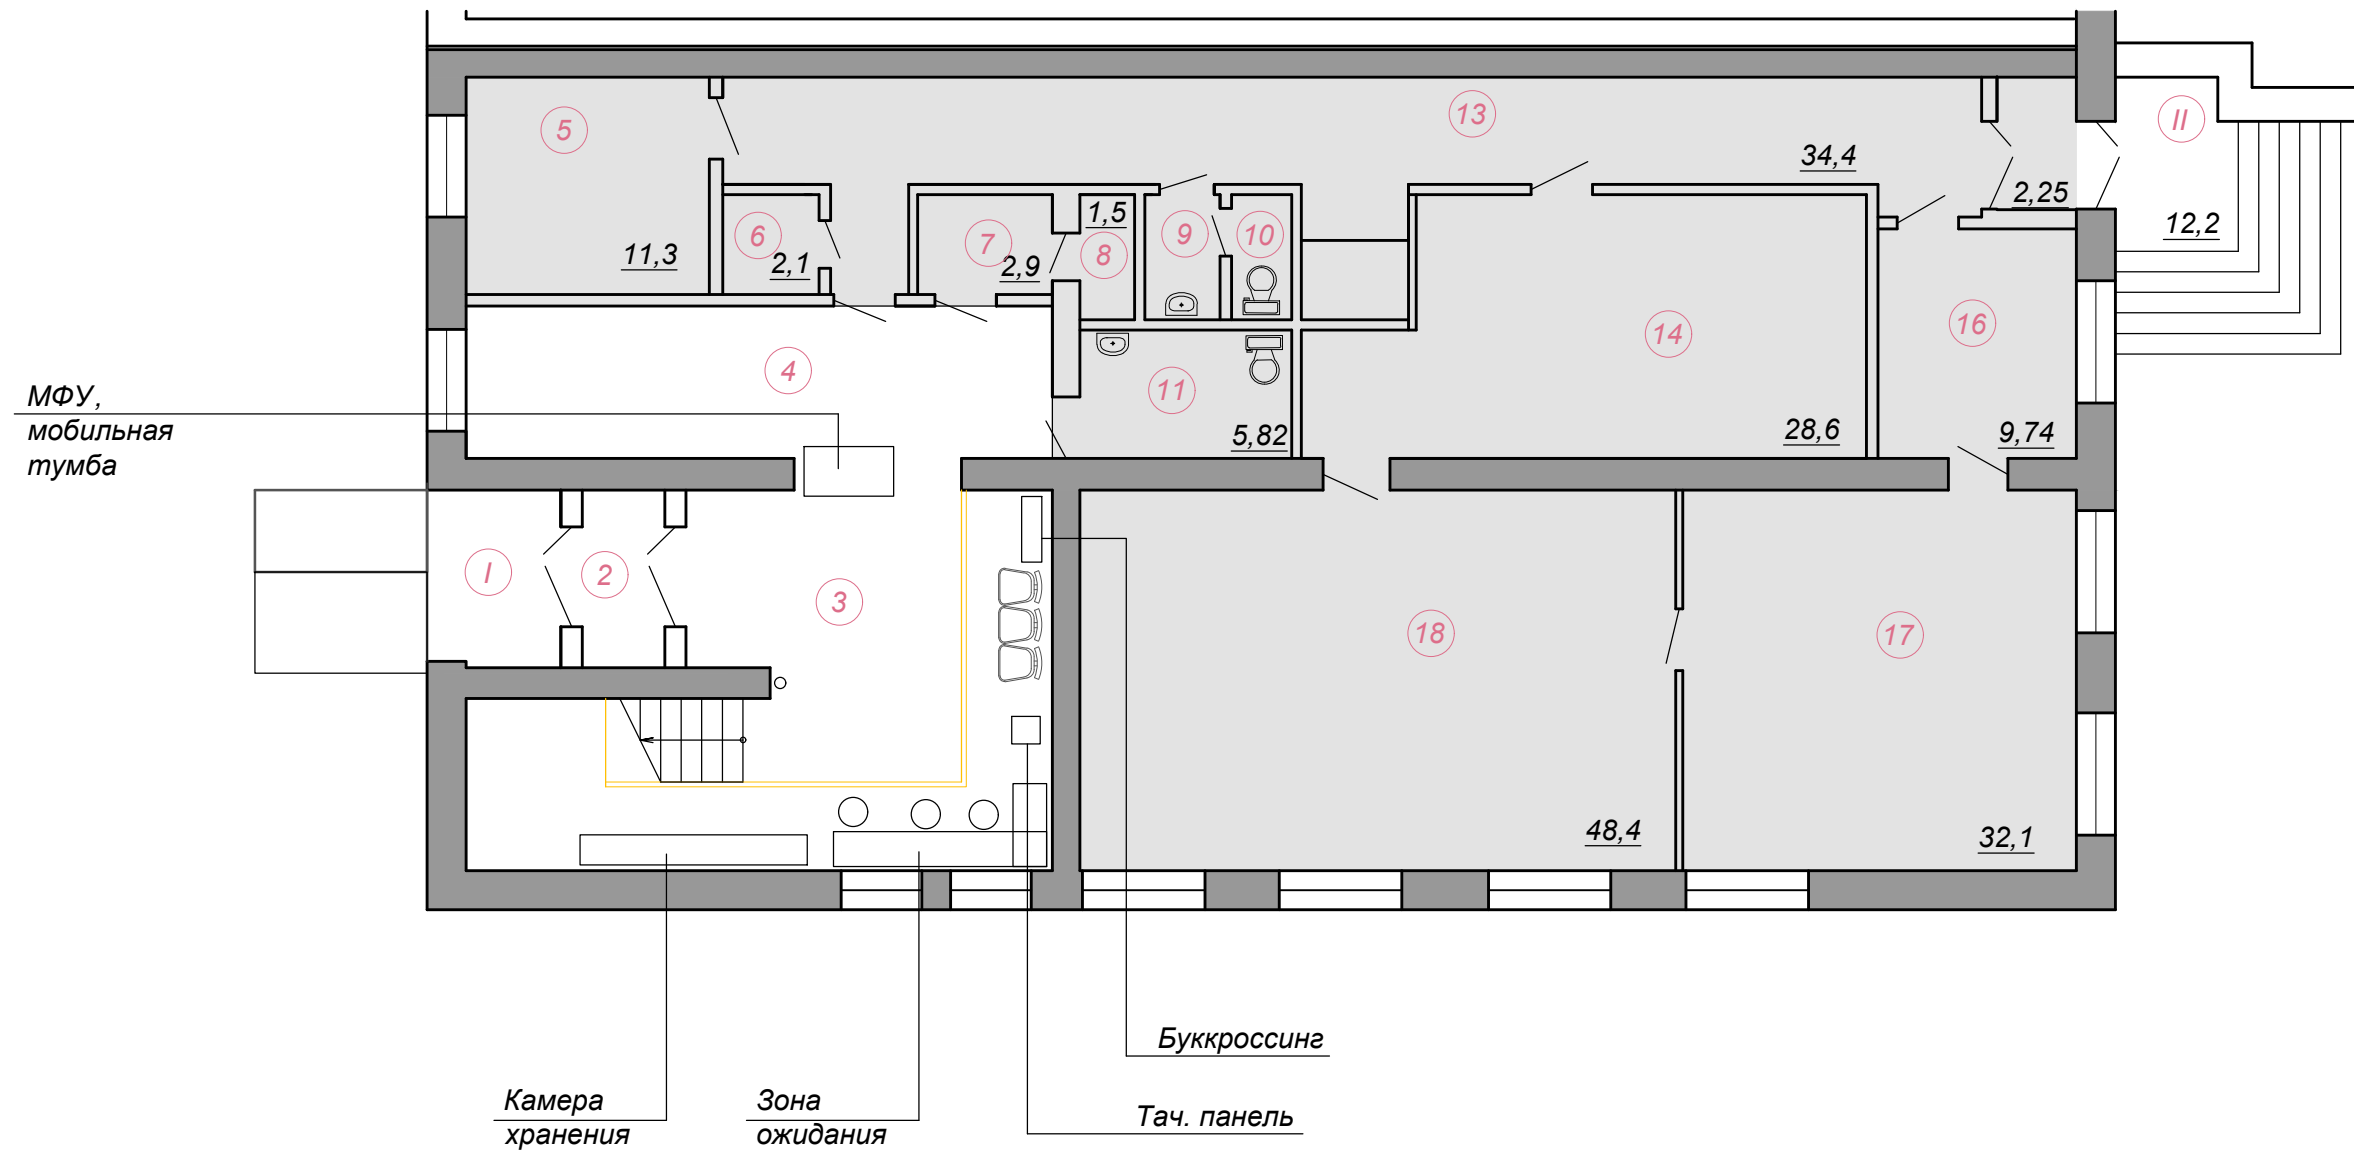 5
13
II
34,4
1,5
2,25
6
7
8
9
10
12,2
11,3
2,1
2,9
16
14
4
11
МФУ,
мобильная
тумба
5,82
28,6
9,74
I
2
3
18
17
48,4
32,1
Буккроссинг
Камера
хранения
Зона
ожидания
Тач. панель